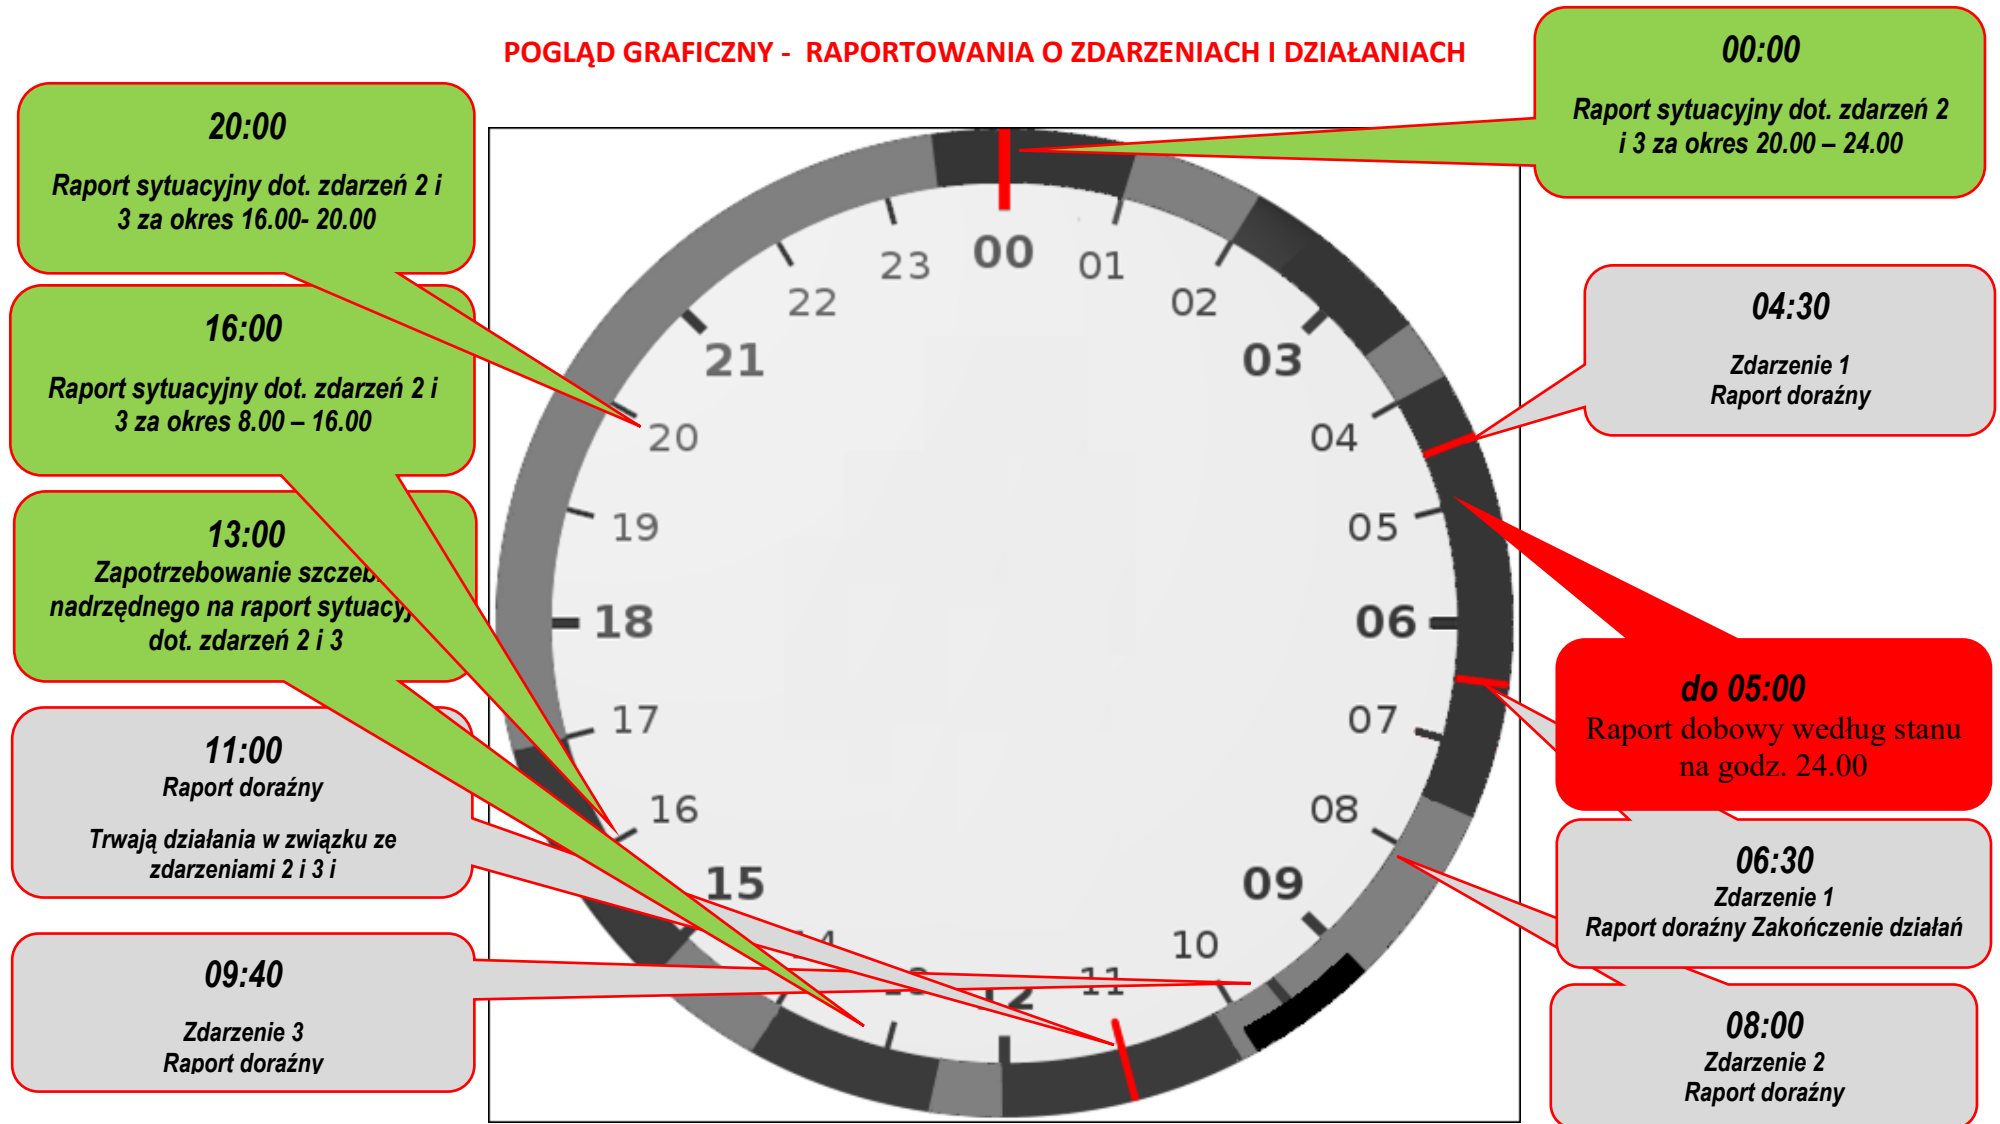 POGLĄD GRAFICZNY - RAPORTOWANIA O ZDARZENIACH I DZIAŁANIACH
00:00
Raport sytuacyjny dot. zdarzeń 2
i 3 za okres 20.00 – 24.00
20:00
Raport sytuacyjny dot. zdarzeń 2 i
3 za okres 16.00- 20.00
16:00
Raport sytuacyjny dot. zdarzeń 2 i
3 za okres 8.00 – 16.00
13:00
Zapotrzebowanie
nadrzędnego na raport
dot. zdarzeń 2 i 3
11:00
Raport doraźny
Trwają działania w związku ze
zdarzeniami 2 i 3 i
09:40
Zdarzenie 3
Raport doraźny
04:30
Zdarzenie 1
Raport doraźny
do 05:00
Raport dobowy według stanu
na godz. 24.00
06:30
Zdarzenie 1
Raport doraźny Zakończenie działań
08:00
Zdarzenie 2
Raport doraźny
00
01
02
03
04
05
06
07
08
09
10
11
12
15
16
17
18
19
20
21
22
23